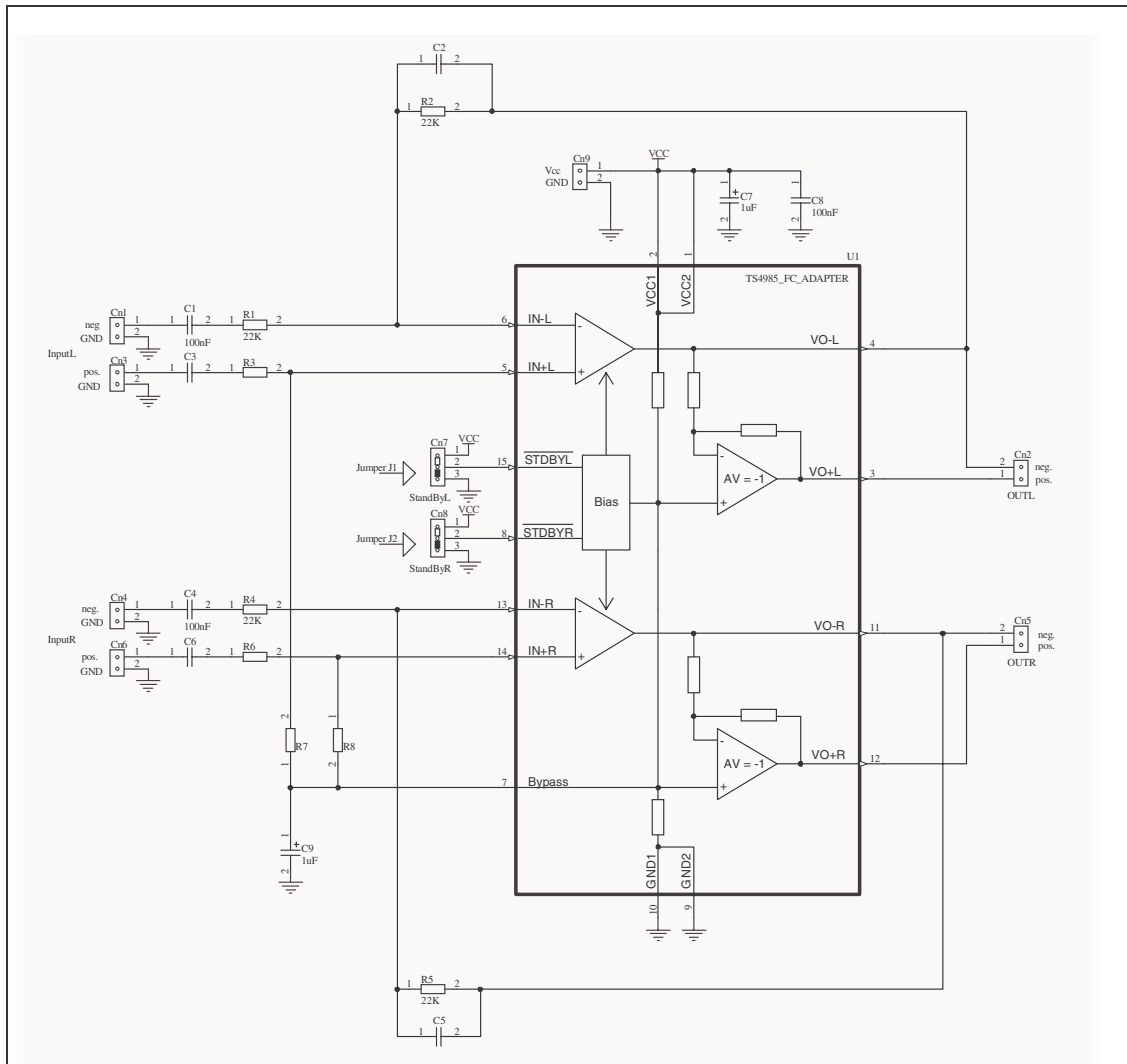 C2
1 2
R2
1 2
22K
VCC
Cn9
Vcc 1
GND 2
1
C7
+
1uF
2
1
C8
100nF
2
2
1
U1
TS4985_FC_ADAPTER
VCC1
VCC2
Cn1
neg 1
GND 2
C1
1 2
100nF
R1
1 2
22K
6 IN-L
-
InputL
Cn3
pos. 1
GND 2
C3
1 2
R3
1 2
5 IN+L
+
VO-L 4
Cn7
VCC
1
2
3
Jumper J1
StandByL
15 STDBYL
Bias
-
AV = -1
+
VO+L 3
Cn2
2 neg.
1 pos.
OUTL
Cn8
VCC
1
2
3
Jumper J2
StandByR
8 STDBYR
Cn4
neg. 1
GND 2
C4
1 2
100nF
R4
1 2
22K
13 IN-R
-
InputR
Cn6
pos. 1
GND 2
C6
1 2
R6
1 2
14 IN+R
+
VO-R 11
Cn5
2 neg.
1 pos.
OUTR
2
R7
1
1
R8
2
-
AV = -1
+
VO+R 12
7 Bypass
1
C9
+
1uF
2
GND1
GND2
10
9
R5
1 2
22K
C5
1 2